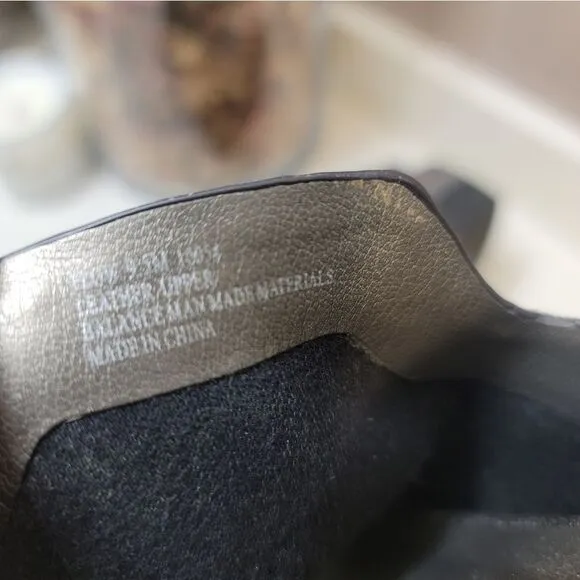 LEATHER UPPER
BALANCE MAN MADE MATERIALS
MADE IN CHINA